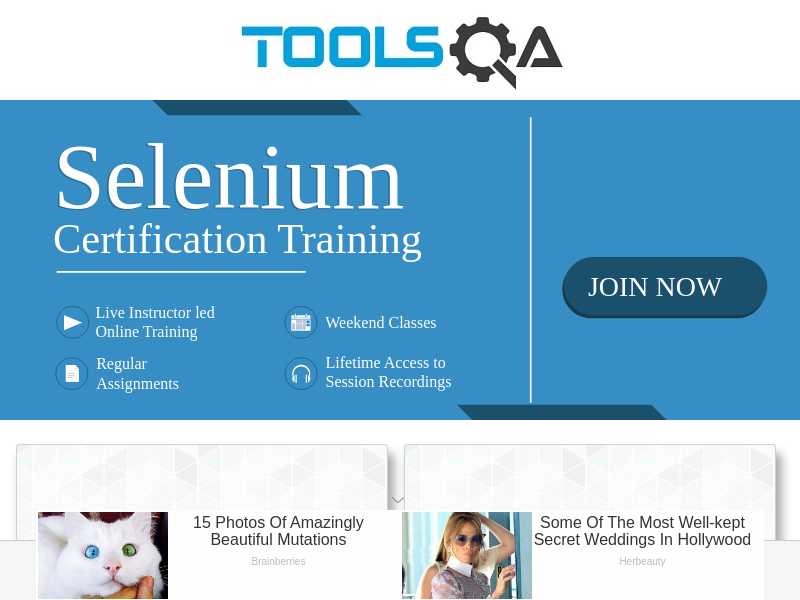 TOOLSQA
Selenium
Certification Training
JOIN NOW
Live Instructor led
Online Training
Weekend Classes
Regular
Assignments
Lifetime Access to
Session Recordings
15 Photos Of Amazingly
Beautiful Mutations
Brainberries
Some Of The Most Well-kept
Secret Weddings In Hollywood
Herbeauty